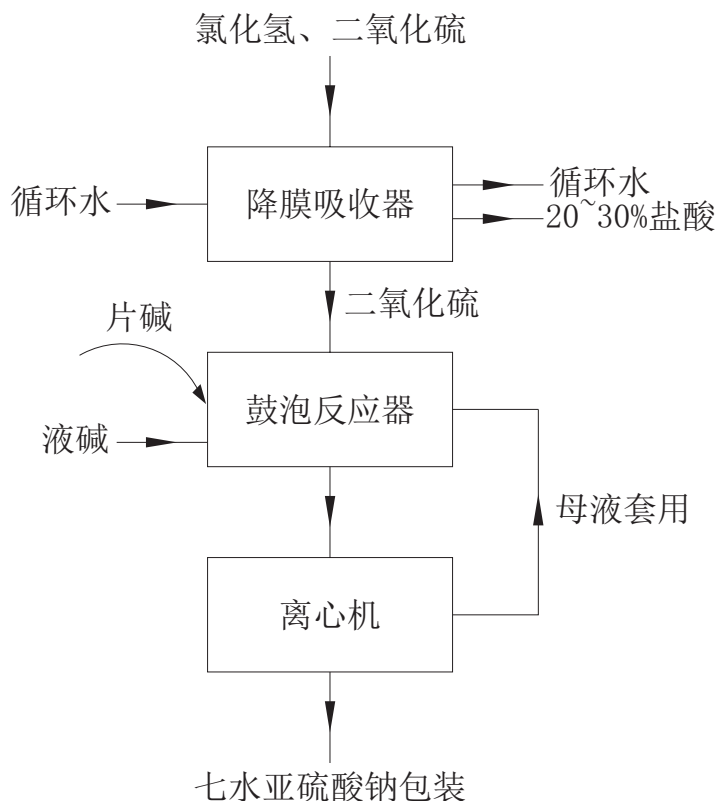 氯化氢、二氧化硫
循环水
降膜吸收器
循环水
20~30%盐酸
二氧化硫
片碱
鼓泡反应器
液碱
母液套用
离心机
七水亚硫酸钠包装